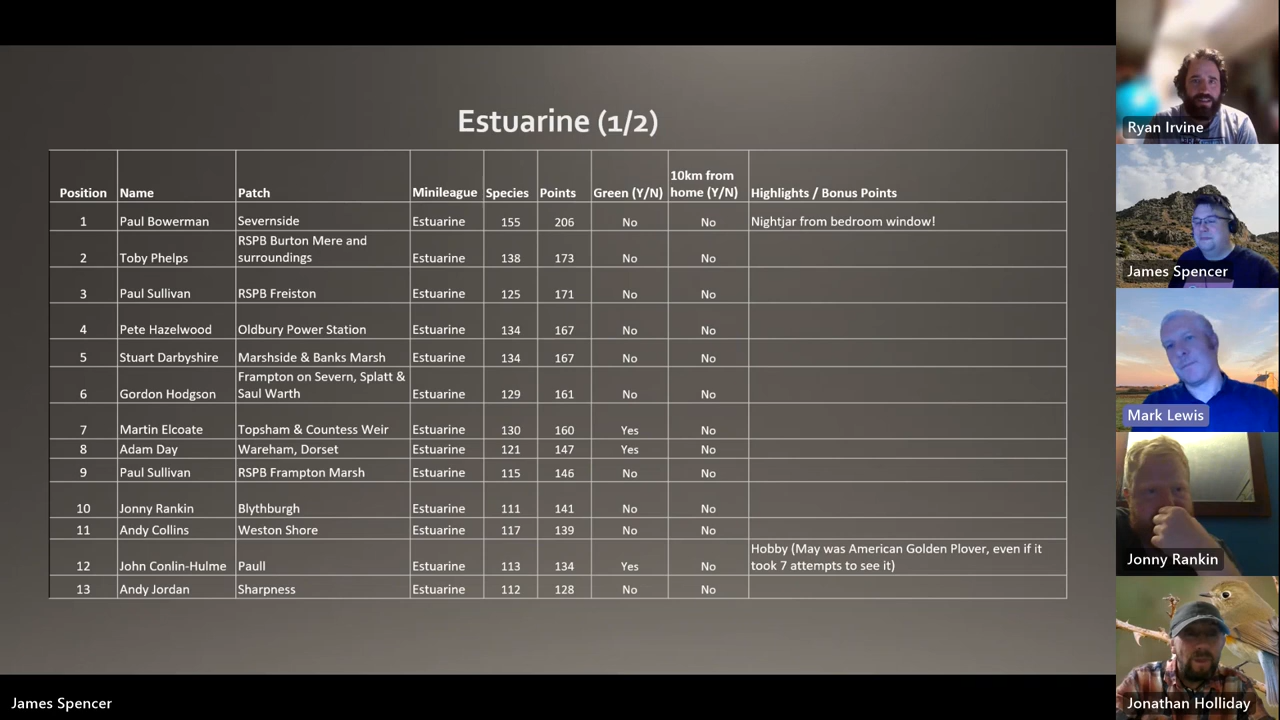 Estuarine (1/2)
Position Name Patch Minileague Species Points Green (Y/N) 10km from home (Y/N) Highlights / Bonus Points
1 Paul Bowerman Severnside Estuarine 155 206 No No Nightjar from bedroom window!
2 Toby Phelps RSPB Burton Mere and surroundings Estuarine 138 173 No No
3 Paul Sullivan RSPB Freiston Estuarine 125 171 No No
4 Pete Hazelwood Oldbury Power Station Estuarine 134 167 No No
5 Stuart Darbyshire Marshside & Banks Marsh Estuarine 134 167 No No
6 Gordon Hodgson Frampton on Severn, Splatt & Saul Warth Estuarine 129 161 No No
7 Martin Elcoate Topsham & Countess Weir Estuarine 130 160 Yes No
8 Adam Day Wareham, Dorset Estuarine 121 147 Yes No
9 Paul Sullivan RSPB Frampton Marsh Estuarine 115 146 No No
10 Jonny Rankin Blythburgh Estuarine 111 141 No No
11 Andy Collins Weston Shore Estuarine 117 139 No No
12 John Conlin-Hulme Paull Estuarine 113 134 Yes No Hobby (May was American Golden Plover, even if it took 7 attempts to see it)
13 Andy Jordan Sharpness Estuarine 112 128 No No
James Spencer
Ryan Irvine
James Spencer
Mark Lewis
Jonny Rankin
Jonathan Holliday